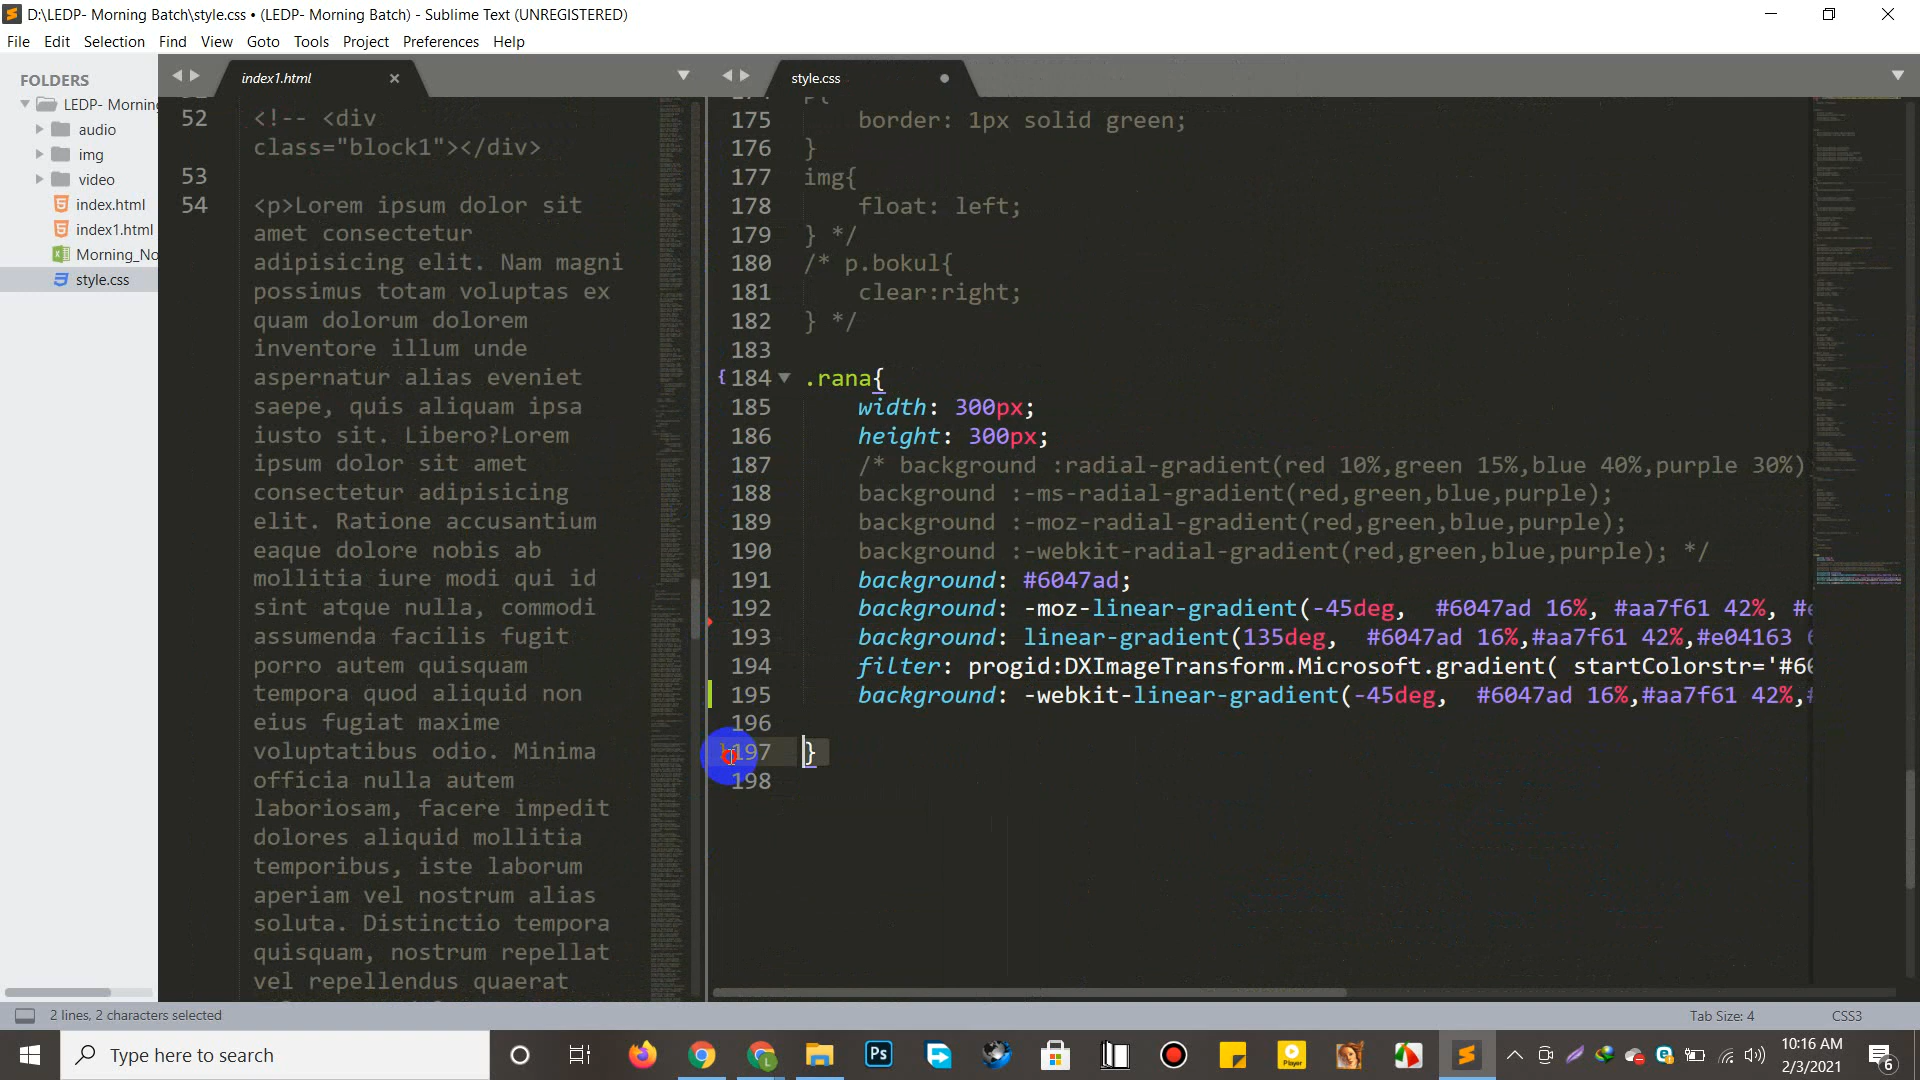 D:\LEDP- Morning Batch\style.css • (LEDP- Morning Batch) - Sublime Text (UNREGISTERED)
File Edit Selection Find View Goto Tools Project Preferences Help
FOLDERS
LEDP- Mornin
audio
img
video
index.html
index1.html
Morning_No
style.css
index1.html
52 <!-- <div
class="block1"></div>
53
54 <p>Lorem ipsum dolor sit
amet consectetur
adipisicing elit. Nam magni
possimus totam voluptas ex
quam dolorum dolorem
inventore illum unde
aspernatur alias eveniet
saepe, quis aliquam ipsa
iusto sit. Libero?Lorem
ipsum dolor sit amet
consectetur adipisicing
elit. Ratione accusantium
eaque dolore nobis ab
mollitia iure modi qui id
sint atque nulla, commodi
assumenda facilis fugit
porro autem quisquam
tempora quod aliquid non
eius fugiat maxime
voluptatibus odio. Minima
officia nulla autem
laboriosam, facere impedit
dolores aliquid mollitia
temporibus, iste laborum
aperiam vel nostrum alias
soluta. Distinctio tempora
quisquam, nostrum repellat
vel repellendus quaerat
style.css
175 border: 1px solid green;
176 }
177 img{
178 float: left;
179 } */
180 /* p.bokul{
181 clear:right;
182 } */
183
184 .rana{
185 width: 300px;
186 height: 300px;
187 /* background :radial-gradient(red 10%,green 15%,blue 40%,purple 30%)
188 background :-ms-radial-gradient(red,green,blue,purple);
189 background :-moz-radial-gradient(red,green,blue,purple);
190 background :-webkit-radial-gradient(red,green,blue,purple); */
191 background: #6047ad;
192 background: -moz-linear-gradient(-45deg, #6047ad 16%, #aa7f61 42%, #e
193 background: linear-gradient(135deg, #6047ad 16%,#aa7f61 42%,#e04163 6
194 filter: progid:DXImageTransform.Microsoft.gradient( startColorstr='#60
195 background: -webkit-linear-gradient(-45deg, #6047ad 16%,#aa7f61 42%,#
196
197 }
198
2 lines, 2 characters selected Tab Size: 4 CSS3
Type here to search
Ps
Player
10:16 AM
2/3/2021
6